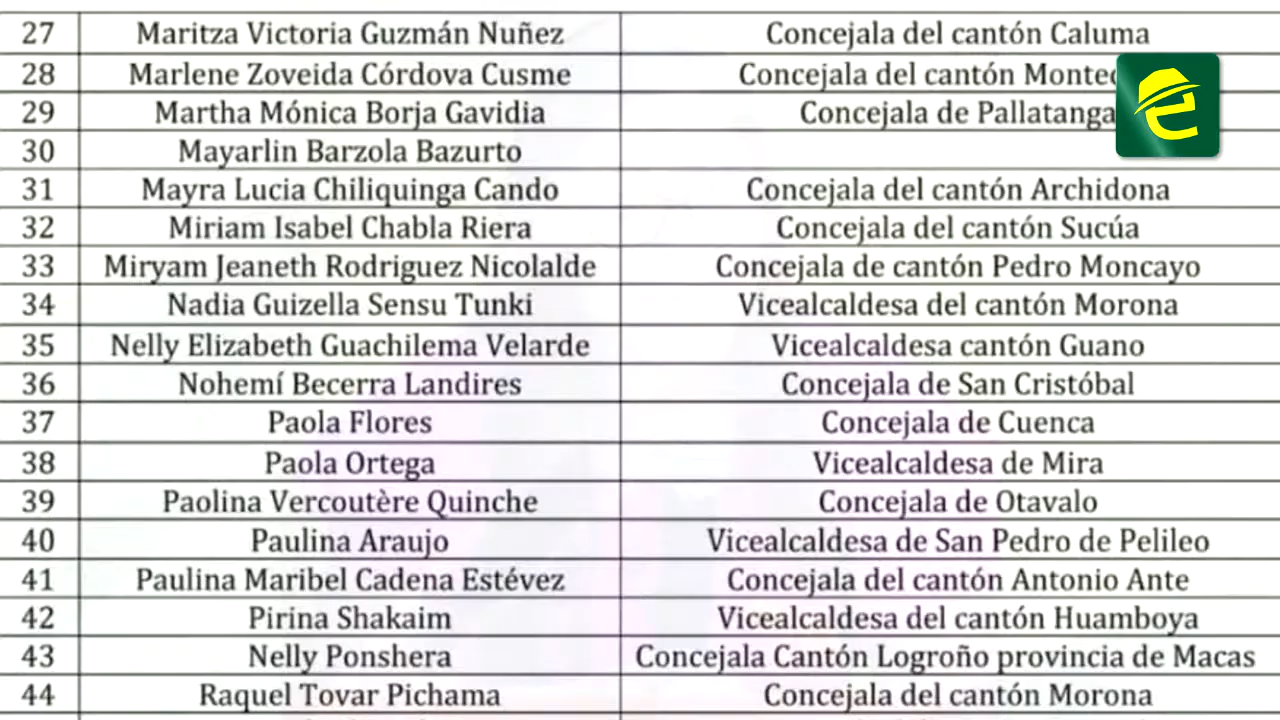 27 Maritza Victoria Guzmán Nuñez Concejala del cantón Caluma
28 Marlene Zoveida Córdova Cusme Concejala del cantón
29 Martha Mónica Borja Gavidia Concejala de Pallatanga
30 Mayarlin Barzola Bazurto
31 Mayra Lucia Chiliquinga Cando Concejala del cantón Archidona
32 Miriam Isabel Chabla Riera Concejala del cantón Sucúa
33 Miryam Jeaneth Rodriguez Nicolalde Concejala de cantón Pedro Moncayo
34 Nadia Guizella Sensu Tunki Vicealcaldesa del cantón Morona
35 Nelly Elizabeth Guachilema Velarde Vicealcaldesa cantón Guano
36 Nohemí Becerra Landires Concejala de San Cristóbal
37 Paola Flores Concejala de Cuenca
38 Paola Ortega Vicealcaldesa de Mira
39 Paolina Vercoutère Quinche Concejala de Otavalo
40 Paulina Araujo Vicealcaldesa de San Pedro de Pelileo
41 Paulina Maribel Cadena Estévez Concejala del cantón Antonio Ante
42 Pirina Shakaim Vicealcaldesa del cantón Huamboya
43 Nelly Ponshera Concejala Cantón Logroño provincia de Macas
44 Raquel Tovar Pichama Concejala del cantón Morona